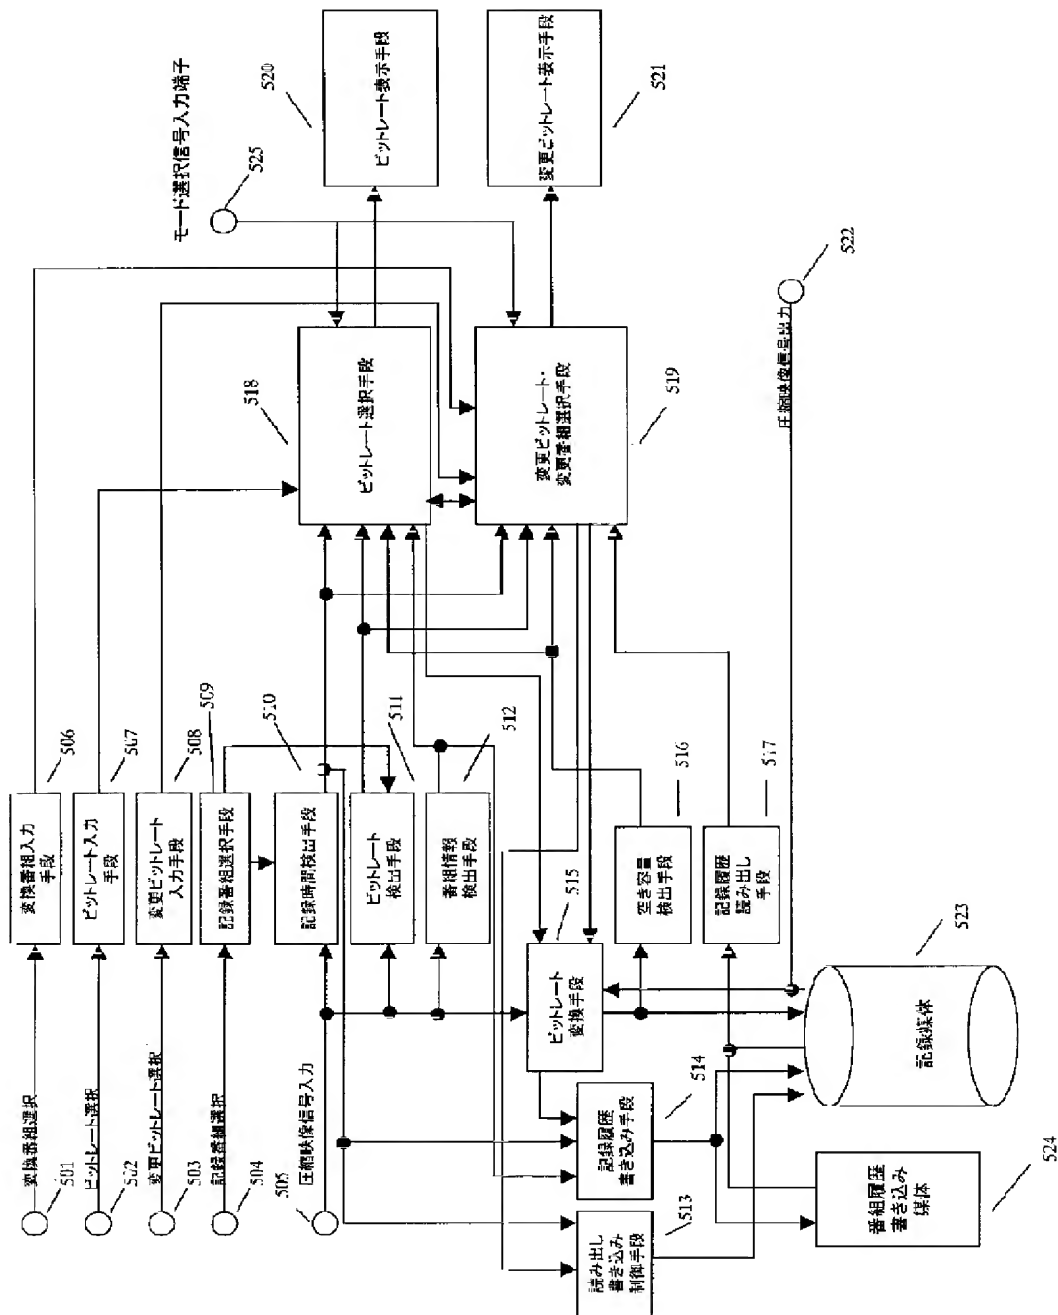 変換番組選択
501
ビットレート選択
502
変更ビットレート選択
503
記録番組選択
504
圧縮映像信号入力
505
変換番組入力
手段
506
ビットレート入力
手段
507
変更ビットレート
入力手段
508
記録番組選択手段
509
記録時間検出手段
510
ビットレート
検出手段
511
番組情報
検出手段
512
読み出し
書き込み
制御手段
513
記録履歴
書き込み手段
514
ビットレート
変換手段
515
空き容量
検出手段
516
記録履歴
読み出し
手段
517
ビットレート選択手段
518
変更ビットレート・
変更番組選択手段
519
モード選択信号入力端子
525
ビットレート表示手段
520
変更ビットレート表示手段
521
圧縮映像信号出力
522
記録媒体
523
番組履歴
書き込み
媒体
524